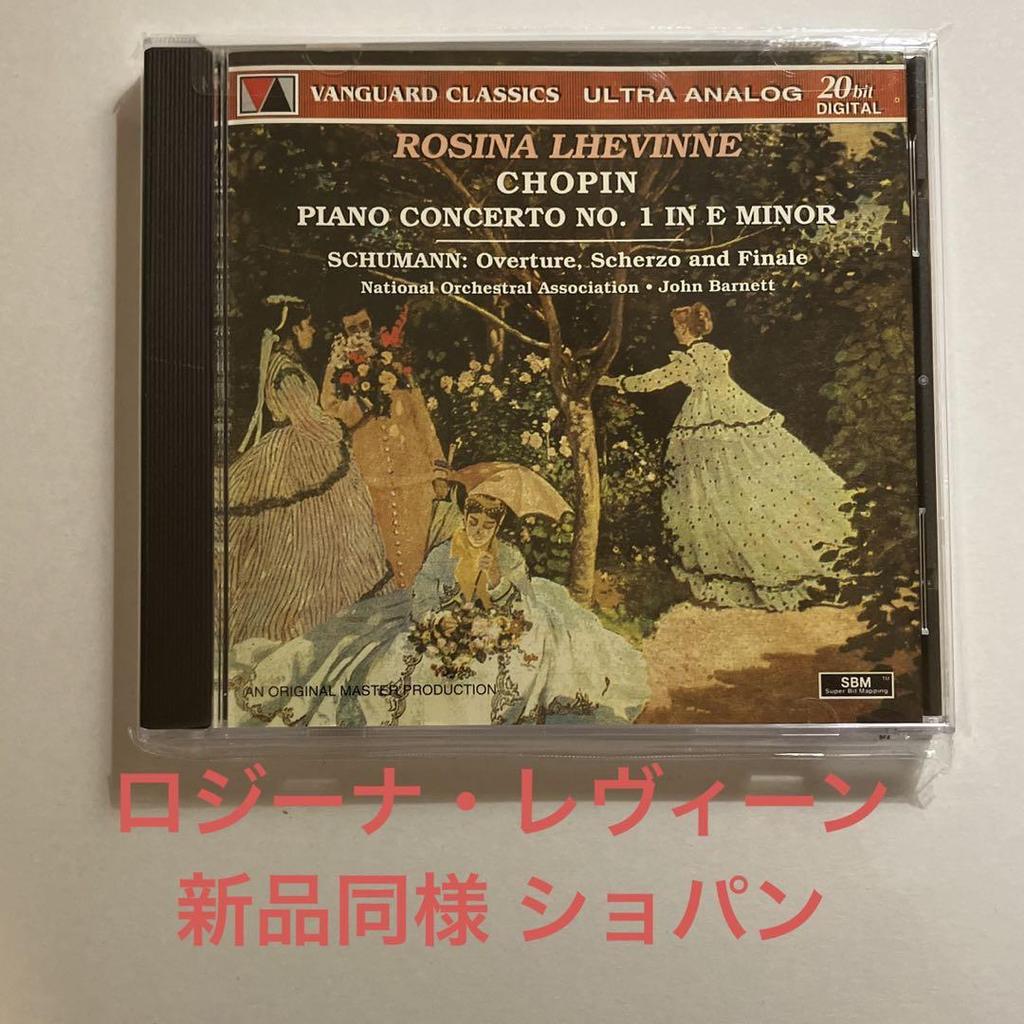 VANGUARD CLASSICS ULTRA ANALOG 20bit DIGITAL
ROSINA LHEVINNE
CHOPIN
PIANO CONCERTO NO. 1 IN E MINOR
SCHUMANN: Overture, Scherzo and Finale
National Orchestral Association • John Barnett
AN ORIGINAL MASTER PRODUCTION
SBM™
Super Bit Mapping
ロジーナ・レヴィーン
新品同様 ショパン